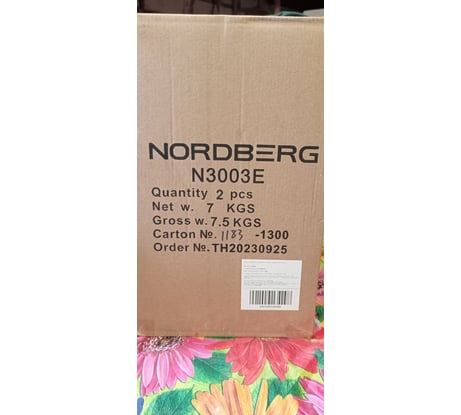 NORDBERG
N3003E
Quantity 2 pcs
Net w. 7 KGS
Gross w. 7.5 KGS
Carton №. 1183 -1300
Order №. TH20230925